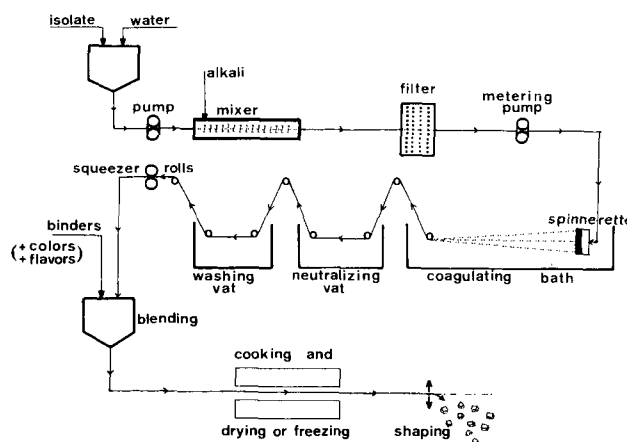 isolate
water
alkali
pump
mixer
filter
metering
pump
squeezer rolls
spinnerette
binders
(+ colors
+ flavors)
washing
vat
neutralizing
vat
coagulating
bath
blending
cooking and
drying or freezing
shaping